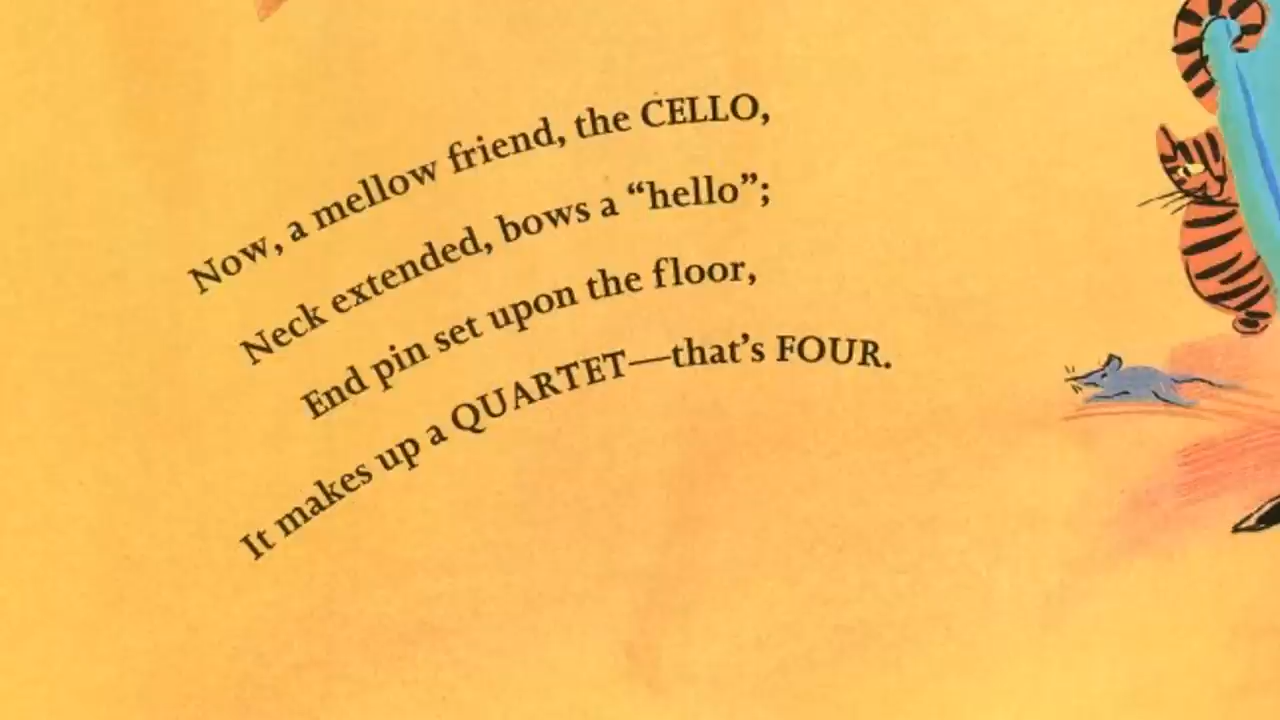 Now, a mellow friend, the CELLO,
Neck extended, bows a “hello”;
End pin set upon the floor,
It makes up a QUARTET—that’s FOUR.